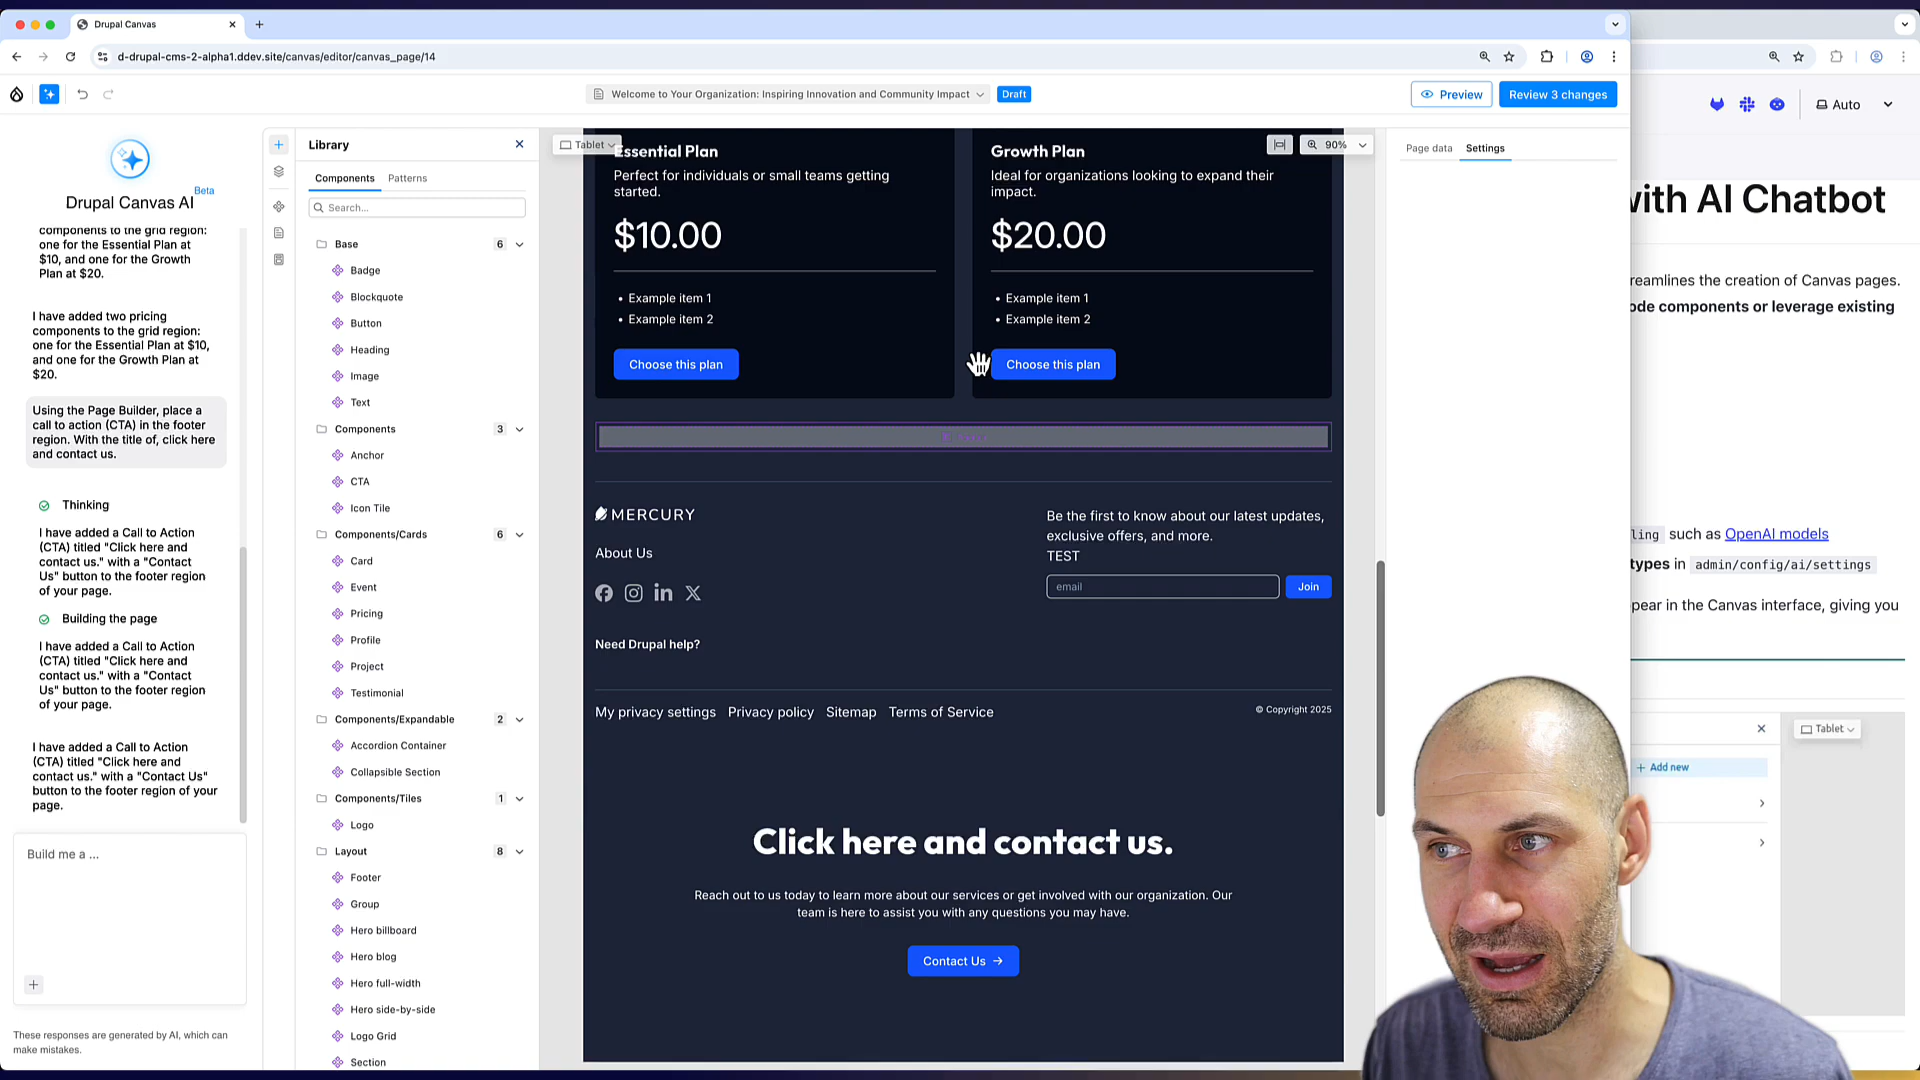 Drupal Canvas
d-drupal-cms-2-alpha1.ddev.site/canvas/editor/canvas_page/14
Welcome to Your Organization: Inspiring Innovation and Community Impact
Draft
Preview
Review 3 changes
Auto
Drupal Canvas AI
Beta
components to the grid region:
one for the Essential Plan at
$10, and one for the Growth
Plan at $20.
I have added two pricing
components to the grid region:
one for the Essential Plan at $10,
and one for the Growth Plan at
$20.
Using the Page Builder, place a
call to action (CTA) in the footer
region. With the title of, click here
and contact us.
Thinking
I have added a Call to Action
(CTA) titled "Click here and
contact us." with a "Contact
Us" button to the footer region
of your page.
Building the page
I have added a Call to Action
(CTA) titled "Click here and
contact us." with a "Contact
Us" button to the footer region
of your page.
I have added a Call to Action
(CTA) titled "Click here and
contact us." with a "Contact Us"
button to the footer region of your
page.
Build me a ...
These responses are generated by AI, which can
make mistakes.
Library
Components
Patterns
Search...
Base 6
Badge
Blockquote
Button
Heading
Image
Text
Components 3
Anchor
CTA
Icon Tile
Components/Cards 6
Card
Event
Pricing
Profile
Project
Testimonial
Components/Expandable 2
Accordion Container
Collapsible Section
Components/Tiles 1
Logo
Layout 8
Footer
Group
Hero billboard
Hero blog
Hero full-width
Hero side-by-side
Logo Grid
Section
Tablet
90%
Essential Plan
Perfect for individuals or small teams getting
started.
$10.00
Example item 1
Example item 2
Choose this plan
Growth Plan
Ideal for organizations looking to expand their
impact.
$20.00
Example item 1
Example item 2
Choose this plan
MERCURY
About Us
Need Drupal help?
Be the first to know about our latest updates,
exclusive offers, and more.
TEST
email
Join
My privacy settings Privacy policy Sitemap Terms of Service
© Copyright 2025
Click here and contact us.
Reach out to us today to learn more about our services or get involved with our organization. Our
team is here to assist you with any questions you may have.
Contact Us
Page data
Settings
with AI Chatbot
reamlines the creation of Canvas pages.
ode components or leverage existing
ling such as OpenAI models
types in admin/config/ai/settings
pear in the Canvas interface, giving you
Tablet
Add new